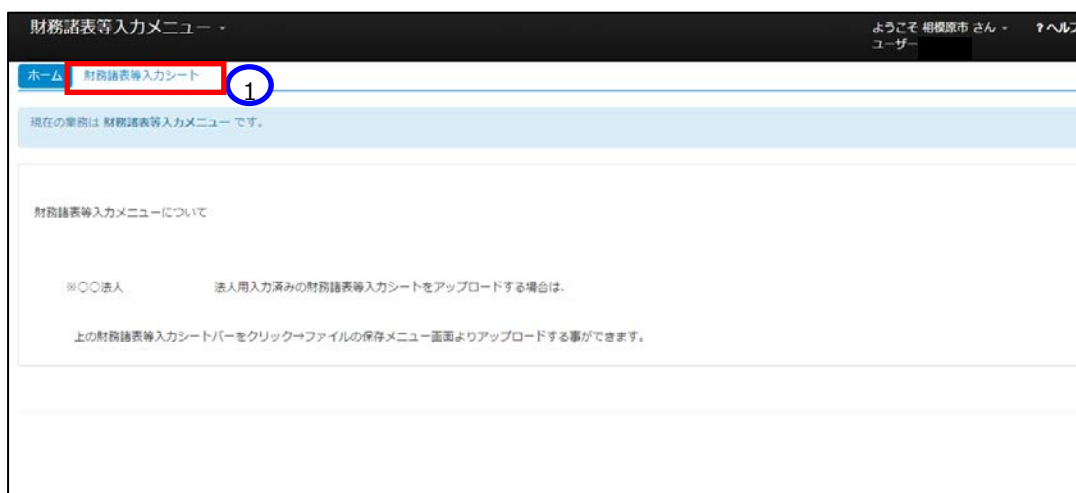 財務諸表等入力メニュー -
ようこそ 相模原市 さん - ?ヘルプ
ユーザー
ホーム 財務諸表等入力シート
1
現在の業務は 財務諸表等入力メニュー です。
財務諸表等入力メニューについて
※○○法人 法人用入力済みの財務諸表等入力シートをアップロードする場合は、
上の財務諸表等入力シートバーをクリック→ファイルの保存メニュー画面よりアップロードする事ができます。